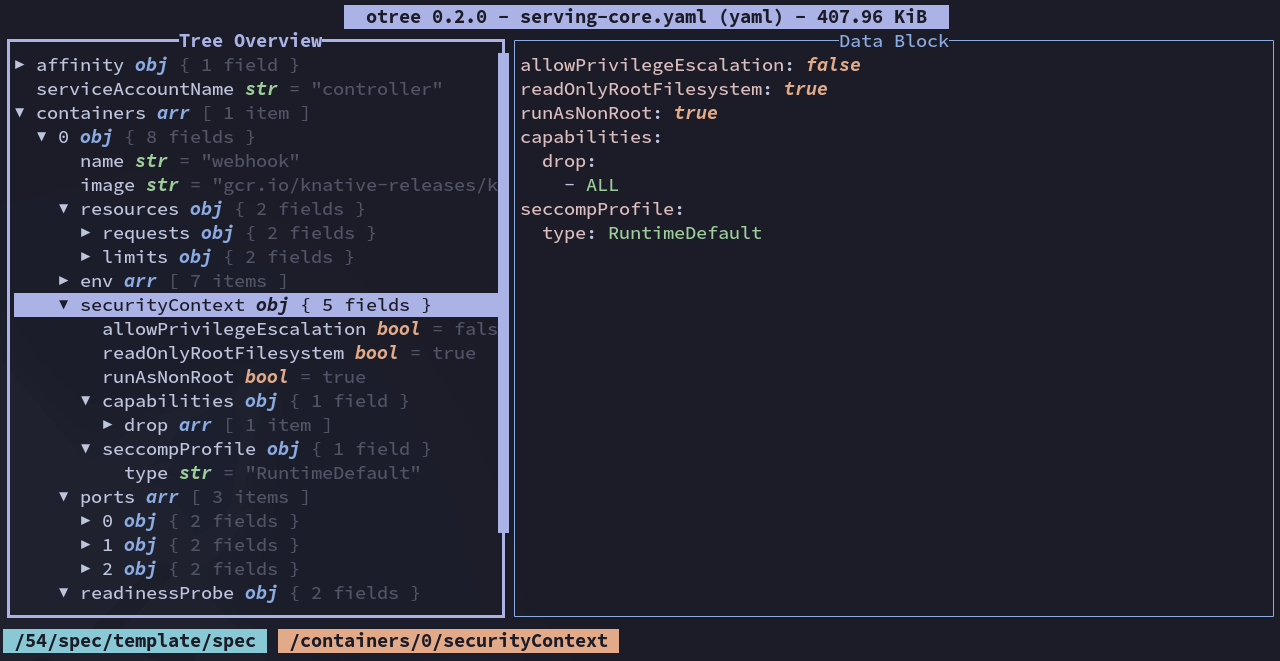 otree 0.2.0 - serving-core.yaml (yaml) - 407.96 KiB
Tree Overview
▶ affinity obj { 1 field }
serviceAccountName str = "controller"
▼ containers arr [ 1 item ]
▼ 0 obj { 8 fields }
name str = "webhook"
image str = "gcr.io/knative-releases/k
▼ resources obj { 2 fields }
▶ requests obj { 2 fields }
▶ limits obj { 2 fields }
▶ env arr [ 7 items ]
▼ securityContext obj { 5 fields }
allowPrivilegeEscalation bool = fals
readOnlyRootFilesystem bool = true
runAsNonRoot bool = true
▼ capabilities obj { 1 field }
▶ drop arr [ 1 item ]
▼ seccompProfile obj { 1 field }
type str = "RuntimeDefault"
▼ ports arr [ 3 items ]
▶ 0 obj { 2 fields }
▶ 1 obj { 2 fields }
▶ 2 obj { 2 fields }
▼ readinessProbe obj { 2 fields }
Data Block
allowPrivilegeEscalation: false
readOnlyRootFilesystem: true
runAsNonRoot: true
capabilities:
drop:
- ALL
seccompProfile:
type: RuntimeDefault
/54/spec/template/spec
/containers/0/securityContext